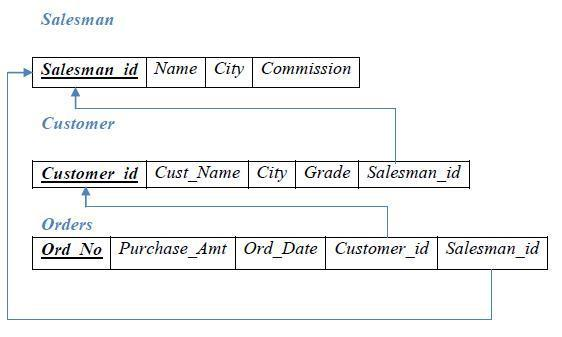 Salesman
Salesman_id Name City Commission
Customer
Customer_id Cust_Name City Grade Salesman_id
Orders
Ord_No Purchase_Amt Ord_Date Customer_id Salesman_id